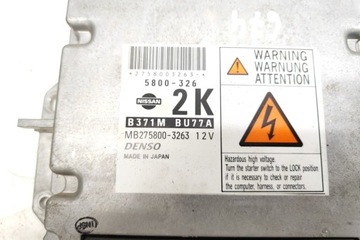 *2758003263*
5800-326
NISSAN
2K
B371M BU77A
MB275800-3263 12V
DENSO
MADE IN JAPAN
WARNING
WARNUNG
ATTENTION
Hazardous high voltage.
Turn the starter switch to the LOCK position
if it is necessary to check or repair
the computer, harness, or connectors.